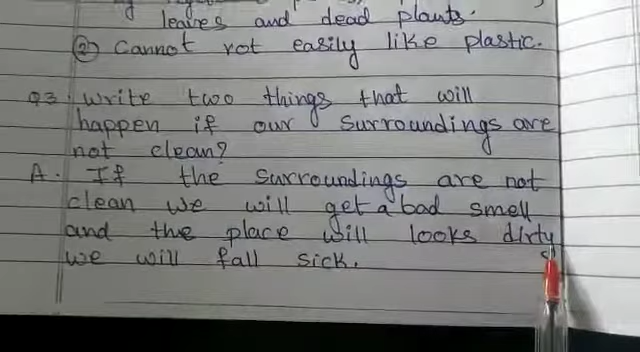 leaves and dead plants.
② Cannot rot easily like plastic.
Q3. Write two things that will
happen if our surroundings are
not clean?
A. If the surroundings are not
clean we will get a bad smell
and the place will looks dirty
we will fall sick.